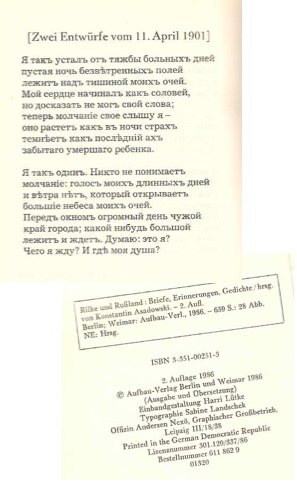 [Zwei Entwürfe vom 11. April 1901]
Я такъ усталъ отъ тяжбы больныхъ дней
пустая ночь безвѣтренныхъ полей
лежитъ надъ тишиной моихъ очей.
Мой сердце начиналъ какъ соловей,
но досказать не могъ свой слова;
теперь молчаніе свое слышу я –
оно растетъ какъ въ ночи страхъ
темнѣетъ какъ послѣдній ахъ
забытаго умершаго ребенка.
Я такъ одинъ. Никто не понимаетъ
молчаніе: голосъ моихъ длинныхъ дней
и вѣтра нѣтъ, который открываетъ
большіе небеса моихъ очей.
Передъ окномъ огромный день чужой
край города; какой нибудь большой
лежитъ и ждетъ. Думаю: это я?
Чего я жду? И гдѣ моя душа?
Rilke und Rußland : Briefe, Erinnerungen, Gedichte / hrsg.
von Konstantin Asadowski. – 2. Aufl.
Berlin; Weimar: Aufbau-Verl., 1986. – 659 S. : 28 Abb.
NE: Hrsg.
ISBN 3-351-00251-3
2. Auflage 1986
© Aufbau-Verlag Berlin und Weimar 1986
(Ausgabe und Übersetzung)
Einbandgestaltung Harri Lütke
Typographie Sabine Landscheck
Offizin Andersen Nexö, Graphischer Großbetrieb,
Leipzig III/18/38
Printed in the German Democratic Republic
Lizenznummer 301.120/337/86
Bestellnummer 611 862 9
01320